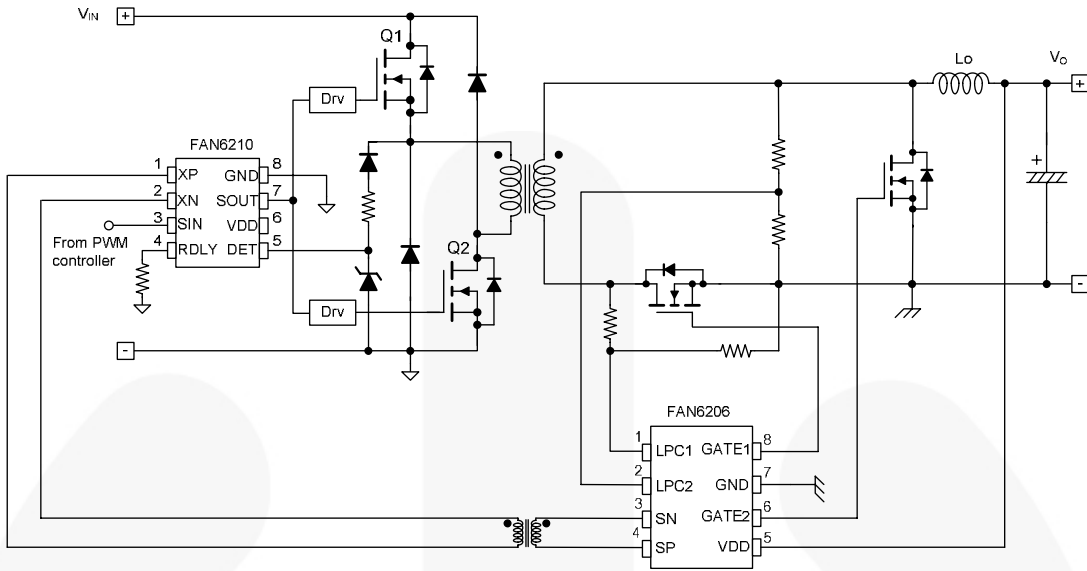 VIN +
Q1
Lo
VO
+
Drv
FAN6210
1 XP GND 8
2 XN SOUT 7
3 SIN VDD 6
4 RDLY DET 5
From PWM
controller
Q2
Drv
+
-
-
FAN6206
1 LPC1 GATE1 8
2 LPC2 GND 7
3 SN GATE2 6
4 SP VDD 5